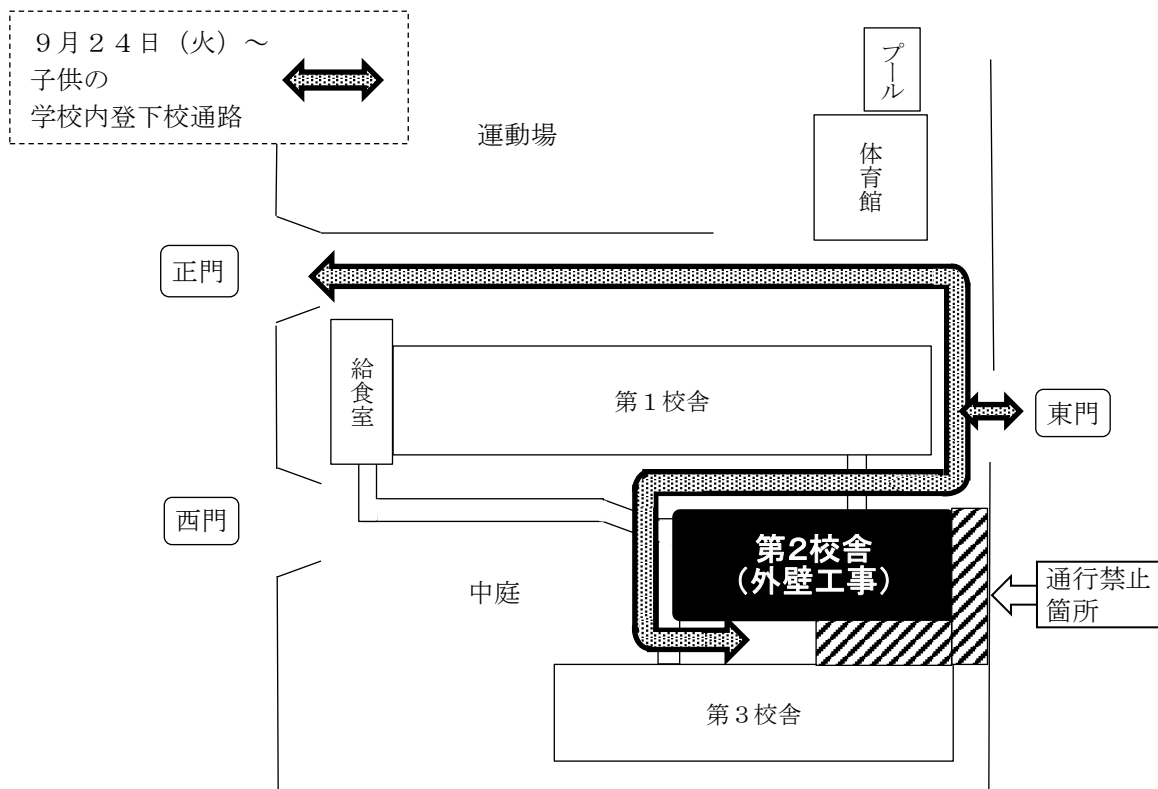 ９月２４日（火）～
子供の
学校内登下校通路
プール
運動場
体育館
正門
給食室
第１校舎
東門
西門
第2校舎
（外壁工事）
通行禁止
箇所
中庭
第３校舎